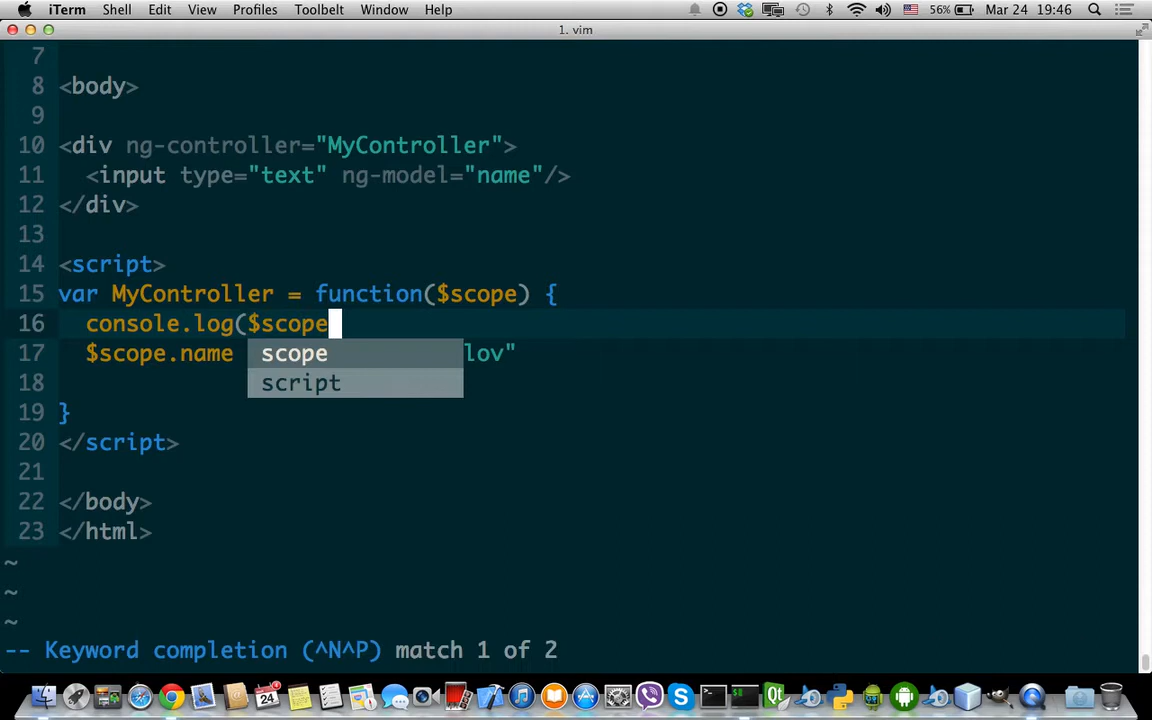 iTerm Shell Edit View Profiles Toolbelt Window Help 56% Mar 24 19:46
1. vim
7
8 <body>
9
10 <div ng-controller="MyController">
11 <input type="text" ng-model="name"/>
12 </div>
13
14 <script>
15 var MyController = function($scope) {
16 console.log($scope
17 $scope.name scope lov"
18 script
19 }
20 </script>
21
22 </body>
23 </html>
~
~
~
-- Keyword completion (^N^P) match 1 of 2
24